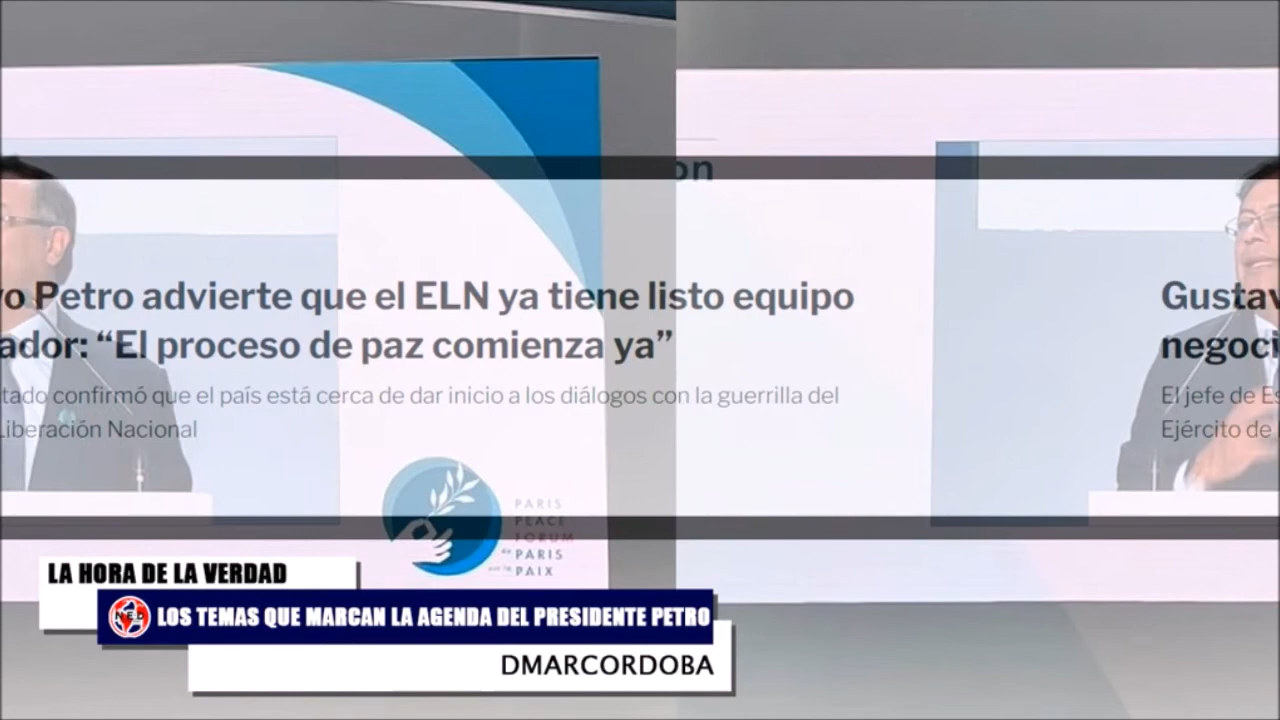 on
o Petro advierte que el ELN ya tiene listo equipo
ador: “El proceso de paz comienza ya”
tado confirmó que el país está cerca de dar inicio a los diálogos con la guerrilla del
Liberación Nacional
Gustav
negoci
El jefe de Es
Ejército de
PARIS
PEACE
FORUM
de
PARIS
PAIX
LA HORA DE LA VERDAD
LOS TEMAS QUE MARCAN LA AGENDA DEL PRESIDENTE PETRO
DMARCORDOBA